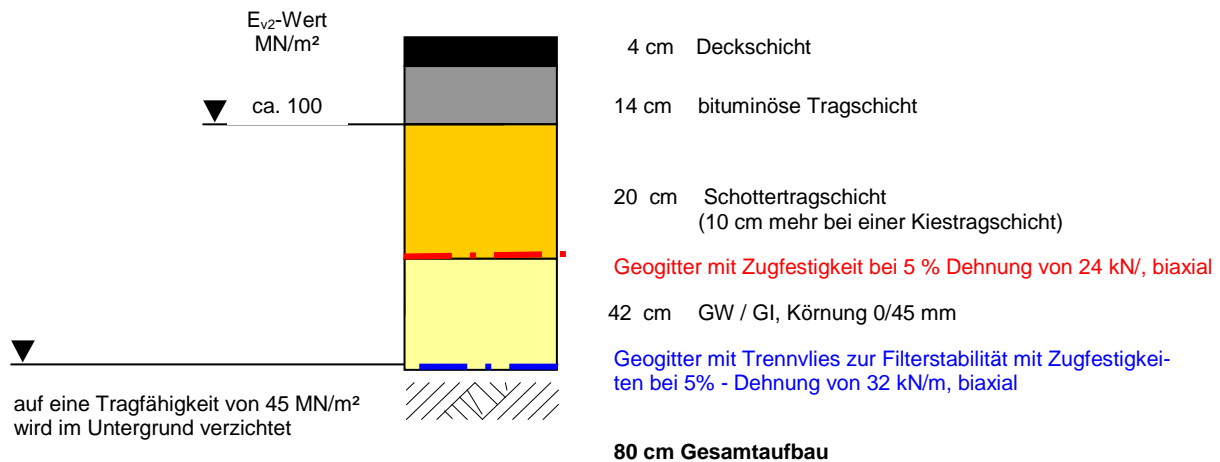 Ev2-Wert
MN/m²
4 cm Deckschicht
ca. 100
14 cm bituminöse Tragschicht
20 cm Schottertragschicht
(10 cm mehr bei einer Kiestragschicht)
Geogitter mit Zugfestigkeit bei 5 % Dehnung von 24 kN/, biaxial
42 cm GW / GI, Körnung 0/45 mm
Geogitter mit Trennvlies zur Filterstabilität mit Zugfestigkei-
ten bei 5% - Dehnung von 32 kN/m, biaxial
auf eine Tragfähigkeit von 45 MN/m²
wird im Untergrund verzichtet
80 cm Gesamtaufbau